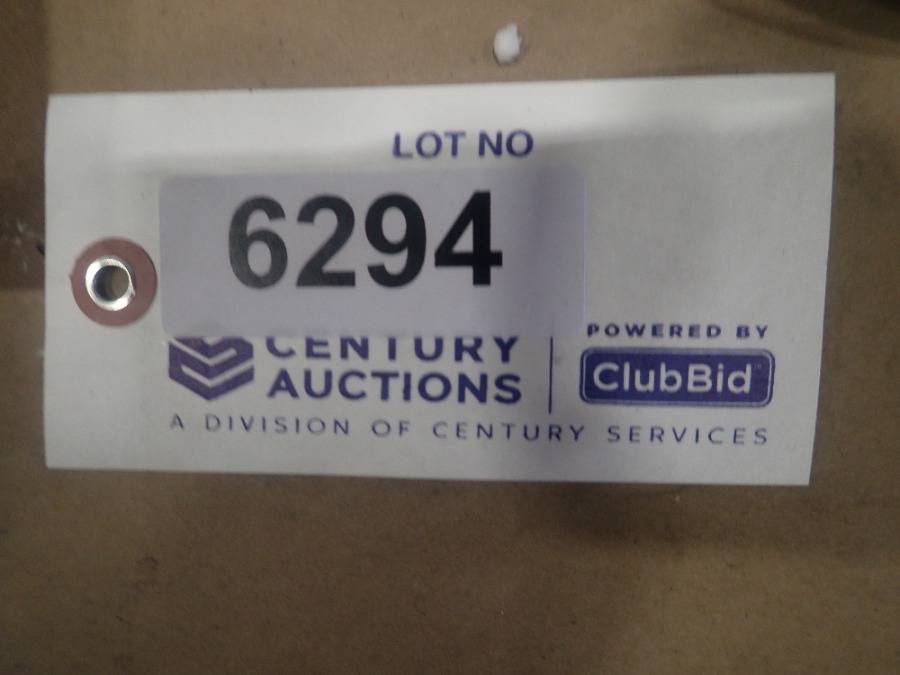 LOT NO
6294
CENTURY
AUCTIONS
POWERED BY
ClubBid
A DIVISION OF CENTURY SERVICES